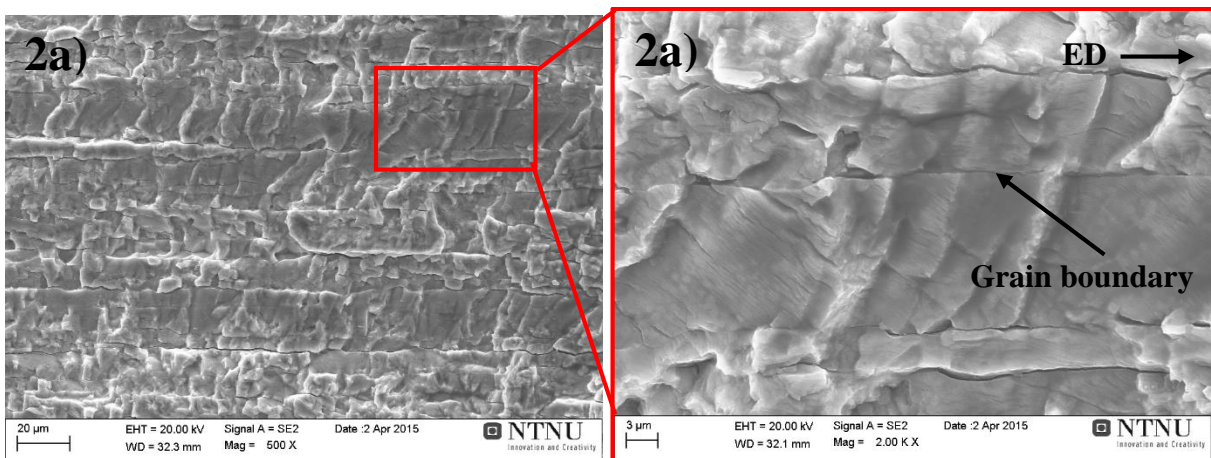 2a)
20 µm
EHT = 20.00 kV
WD = 32.3 mm
Signal A = SE2
Mag = 500 X
Date :2 Apr 2015
NTNU
Innovation and Creativity
2a)
ED
Grain boundary
3 µm
EHT = 20.00 kV
WD = 32.1 mm
Signal A = SE2
Mag = 2.00 K X
Date :2 Apr 2015
NTNU
Innovation and Creativity